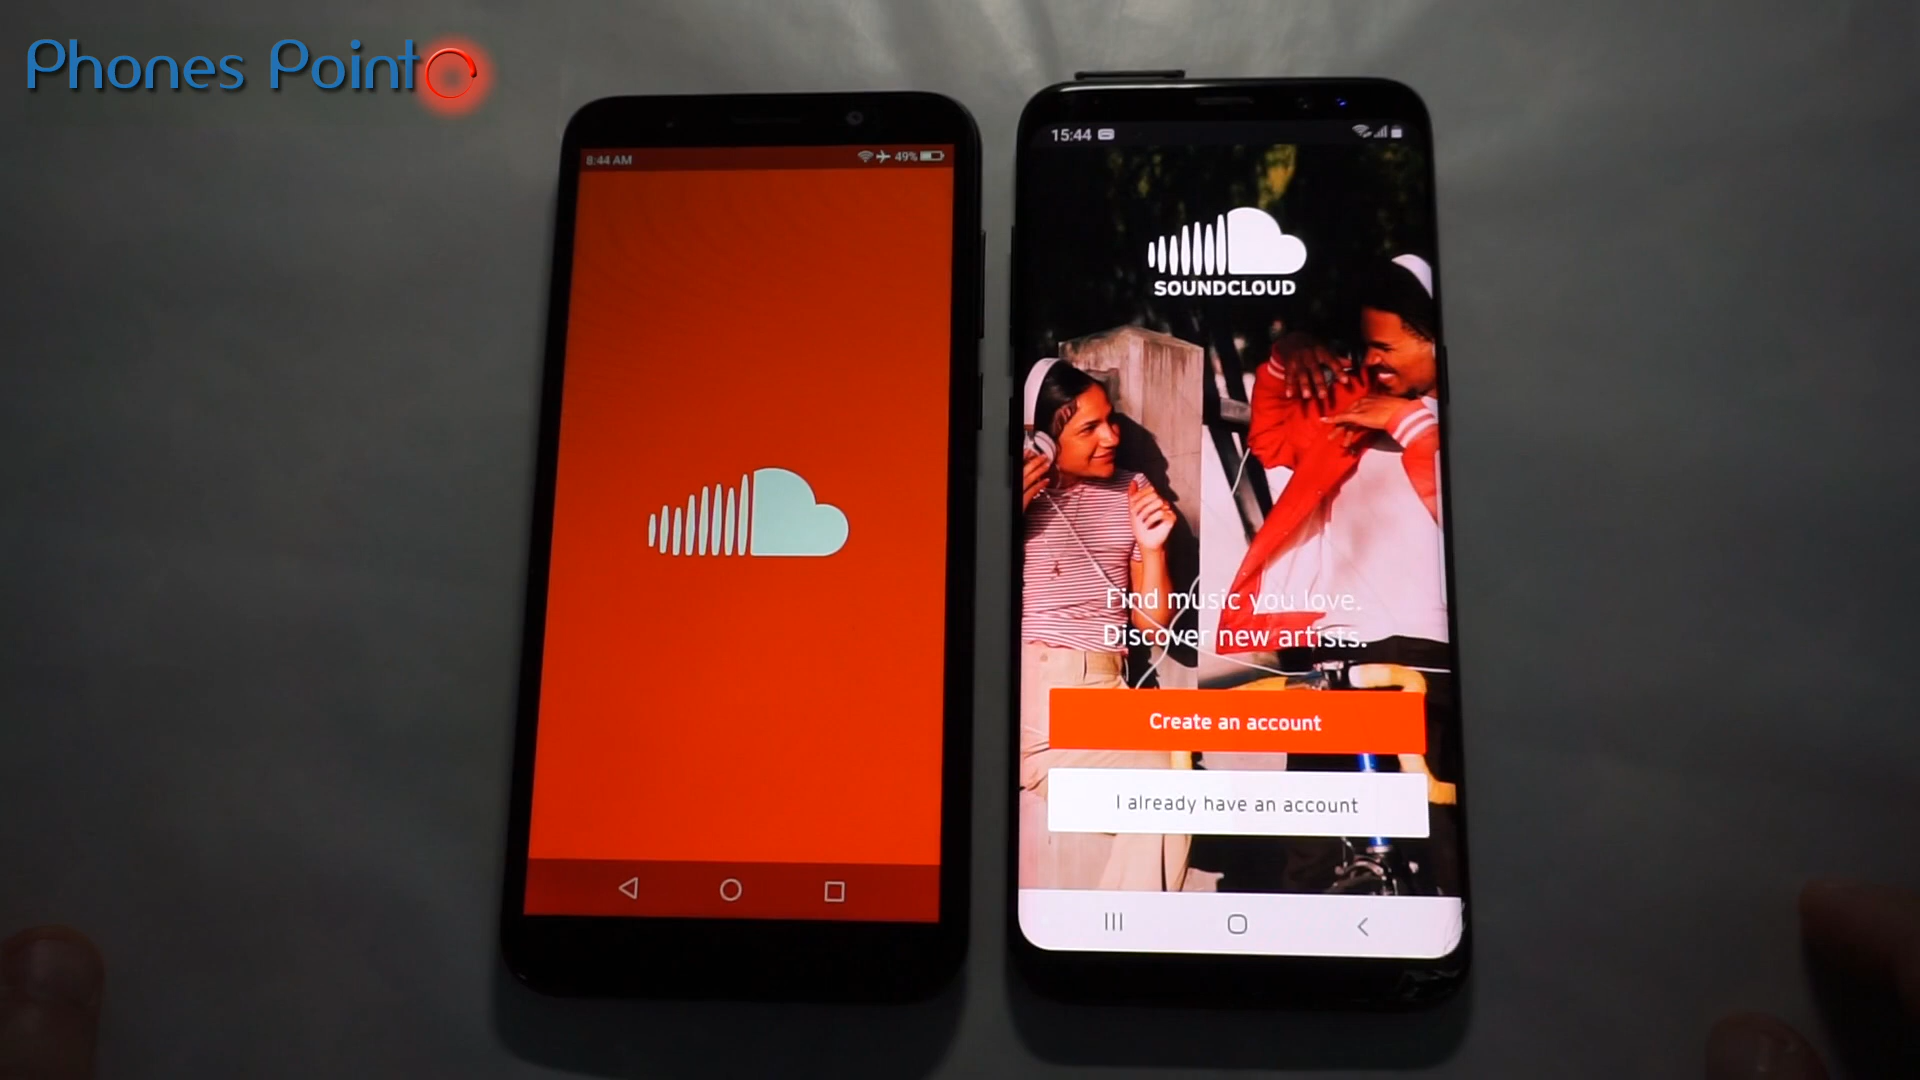 Phones Point
8:44 AM
49%
15:44
SOUNDCLOUD
Find music you love.
Discover new artists.
Create an account
I already have an account